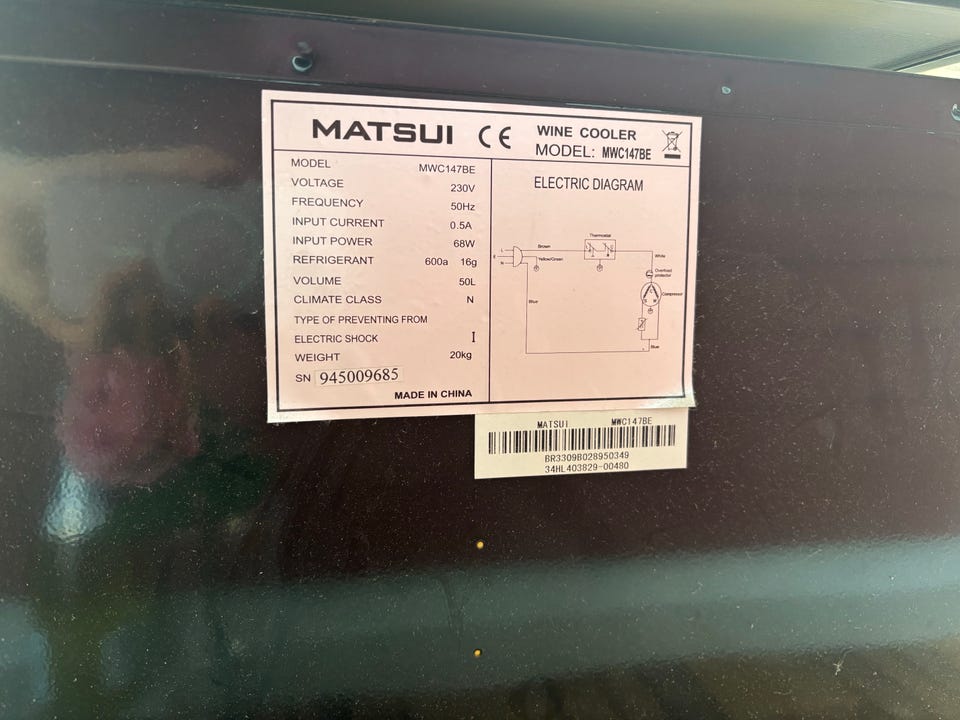 MATSUI CE WINE COOLER
MODEL: MWC147BE
MODEL MWC147BE
VOLTAGE 230V
FREQUENCY 50Hz
INPUT CURRENT 0.5A
INPUT POWER 68W
REFRIGERANT 600a 16g
VOLUME 50L
CLIMATE CLASS N
TYPE OF PREVENTING FROM
ELECTRIC SHOCK I
WEIGHT 20kg
SN 945009685
MADE IN CHINA
ELECTRIC DIAGRAM
Thermostat
L
Brown
E
Yellow/Green
N
White
Overload
protector
Compressor
Blue
Blue
MATSUI MWC147BE
BR3309B028950349
34HL403829-00480